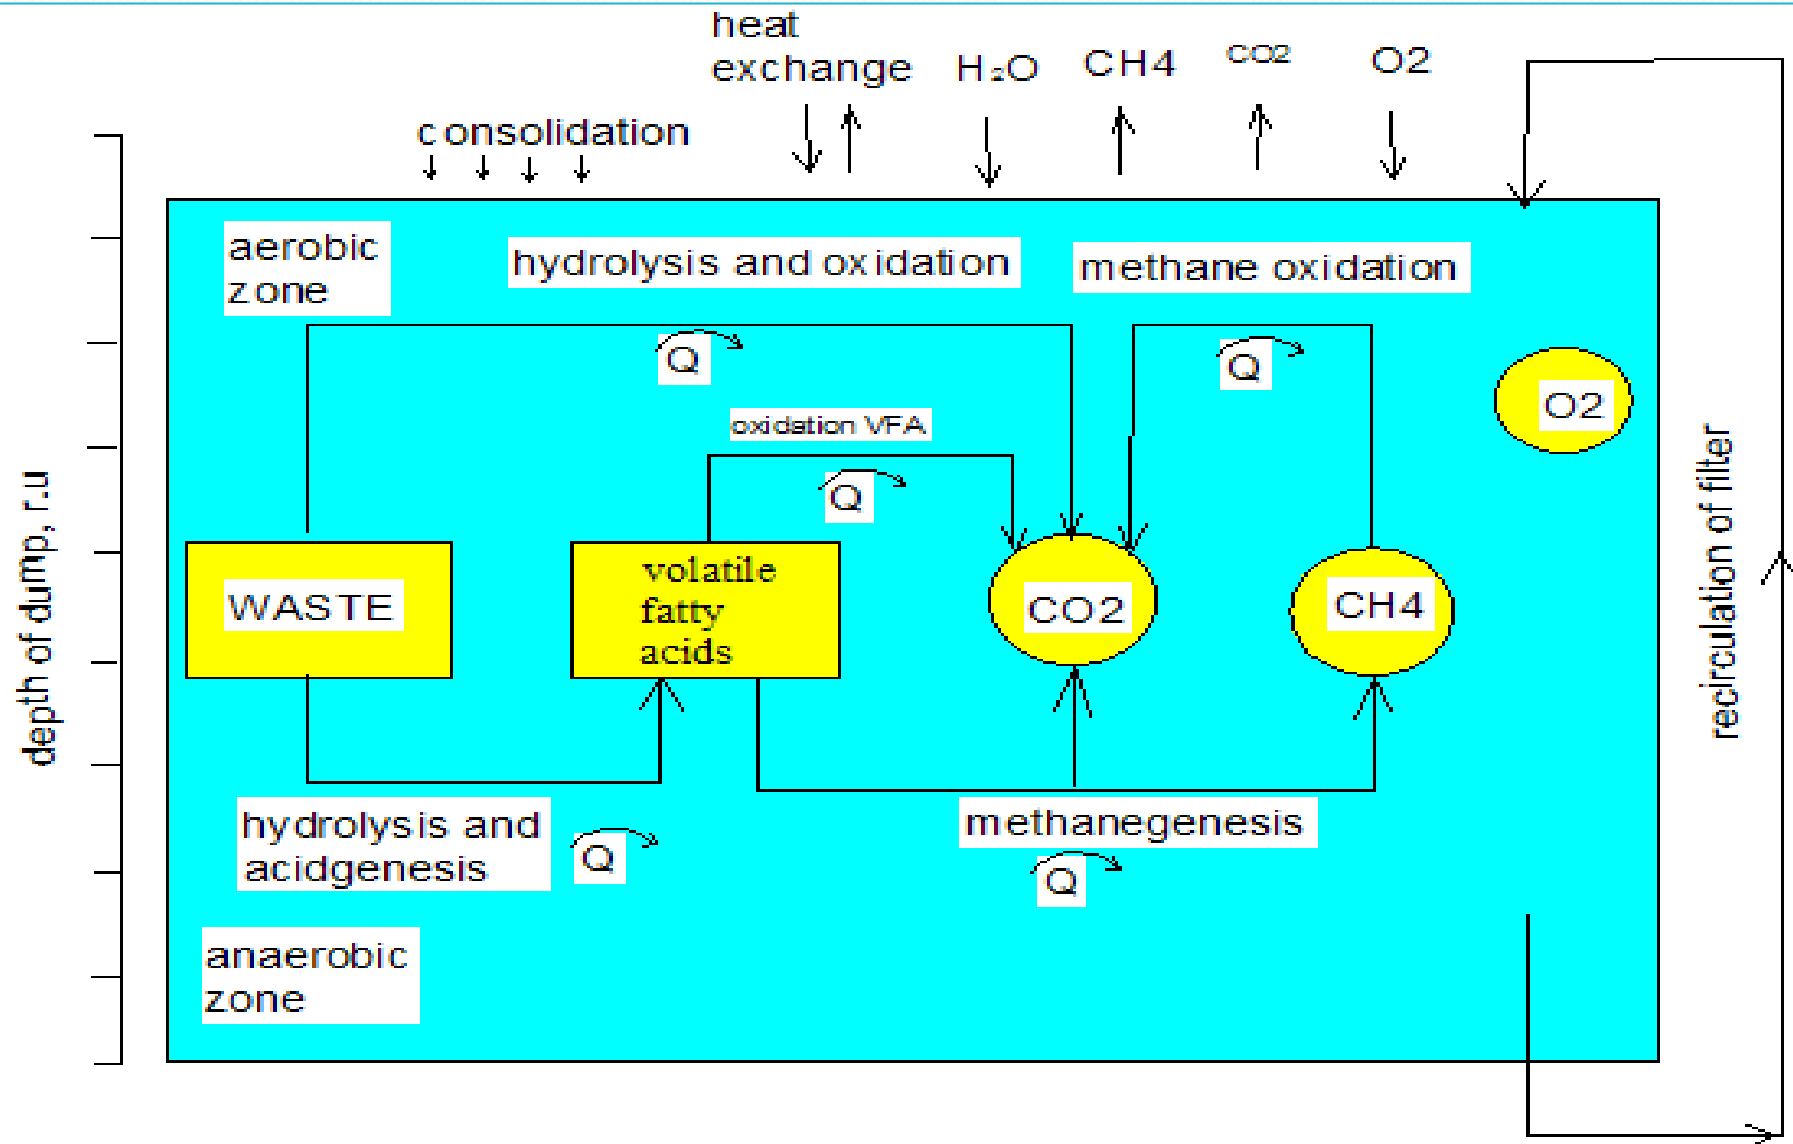 heat
exchange
H₂O
CH4
CO2
O2
consolidation
aerobic
zone
hydrolysis and oxidation
methane oxidation
Q
Q
O2
oxidation VFA
Q
depth of dump, r.u
recirculation of filter
WASTE
volatile
fatty
acids
CO2
CH4
hydrolysis and
acidgenesis
Q
methanegenesis
Q
anaerobic
zone